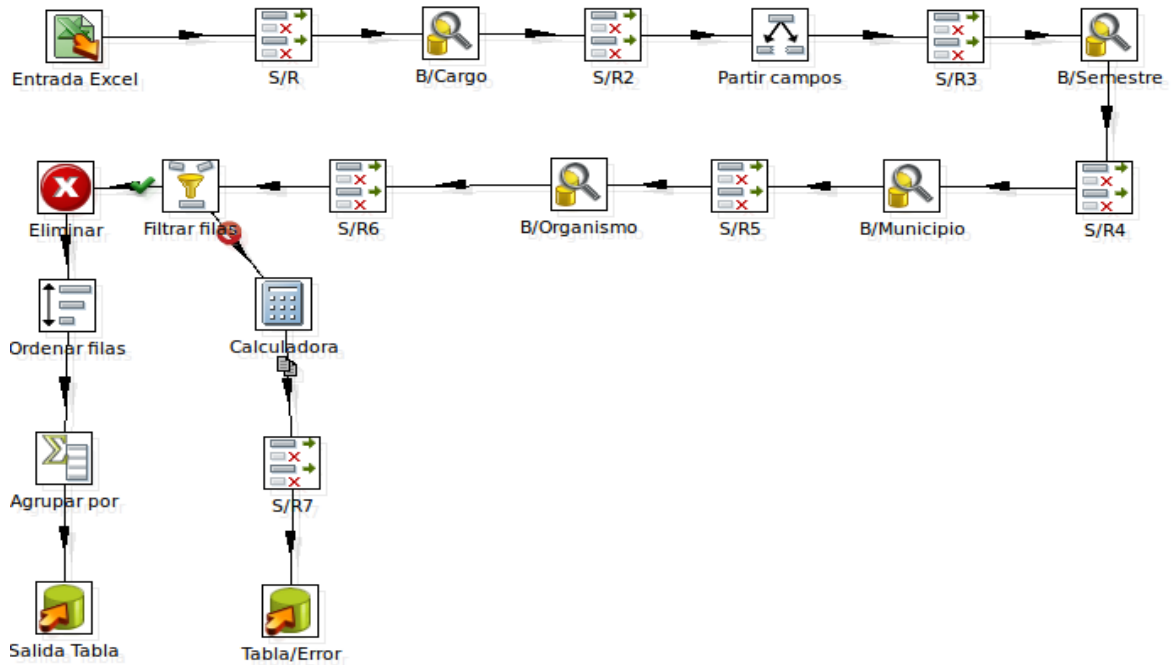 Entrada Excel
S/R
B/Cargo
S/R2
Partir campos
S/R3
B/Semestre
Eliminar
Filtrar filas
S/R6
B/Organismo
S/R5
B/Municipio
S/R4
Ordenar filas
Calculadora
Agrupar por
S/R7
Salida Tabla
Tabla/Error